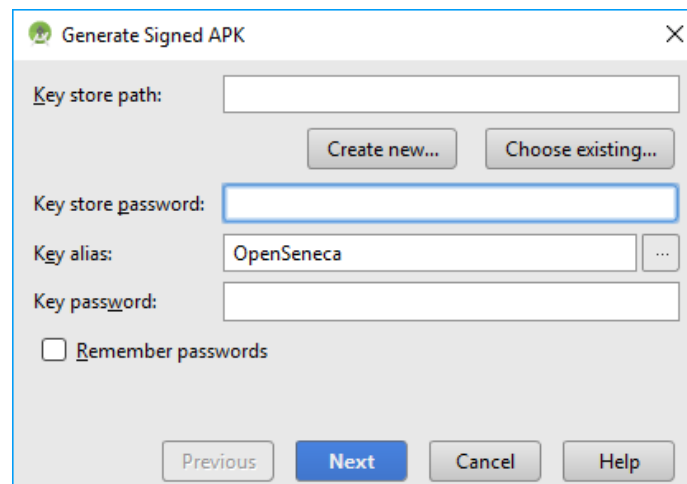 Generate Signed APK
Key store path:
Create new... Choose existing...
Key store password:
Key alias: OpenSeneca ...
Key password:
Remember passwords
Previous Next Cancel Help